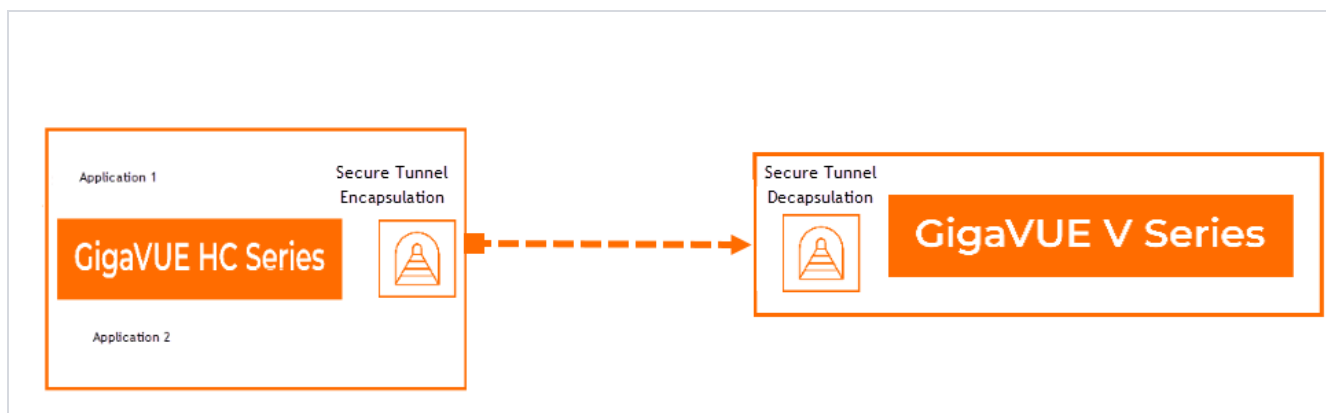 Application 1
Secure Tunnel
Encapsulation
GigaVUE HC Series
Application 2
Secure Tunnel
Decapsulation
GigaVUE V Series